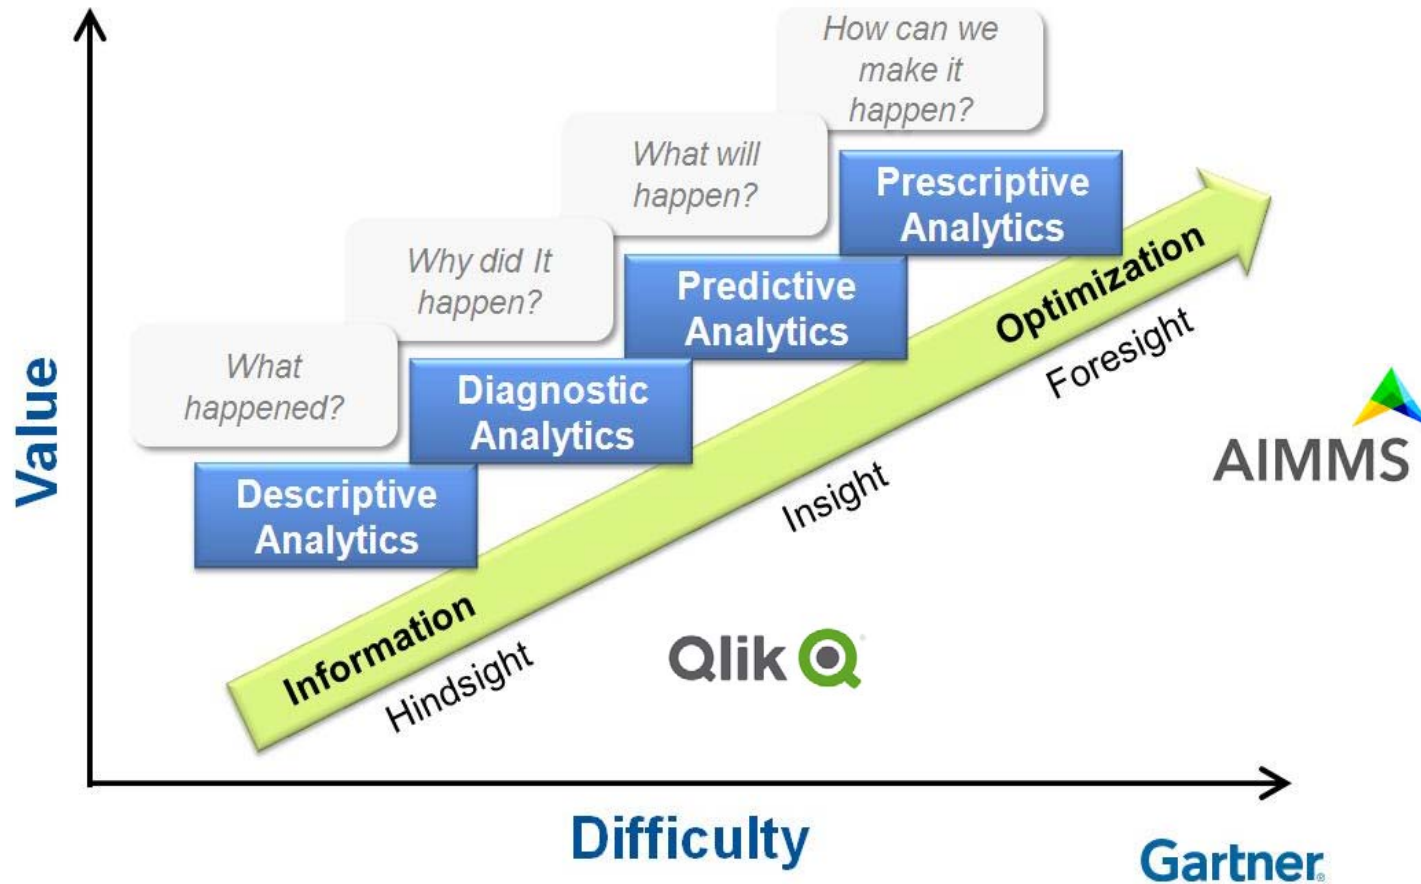 How can we
make it
happen?
What will
happen?
Prescriptive
Analytics
Why did It
happen?
Predictive
Analytics
What
happened?
Diagnostic
Analytics
Descriptive
Analytics
Value
Information
Optimization
Hindsight
Insight
Foresight
AIMMS
Qlik
Difficulty
Gartner®